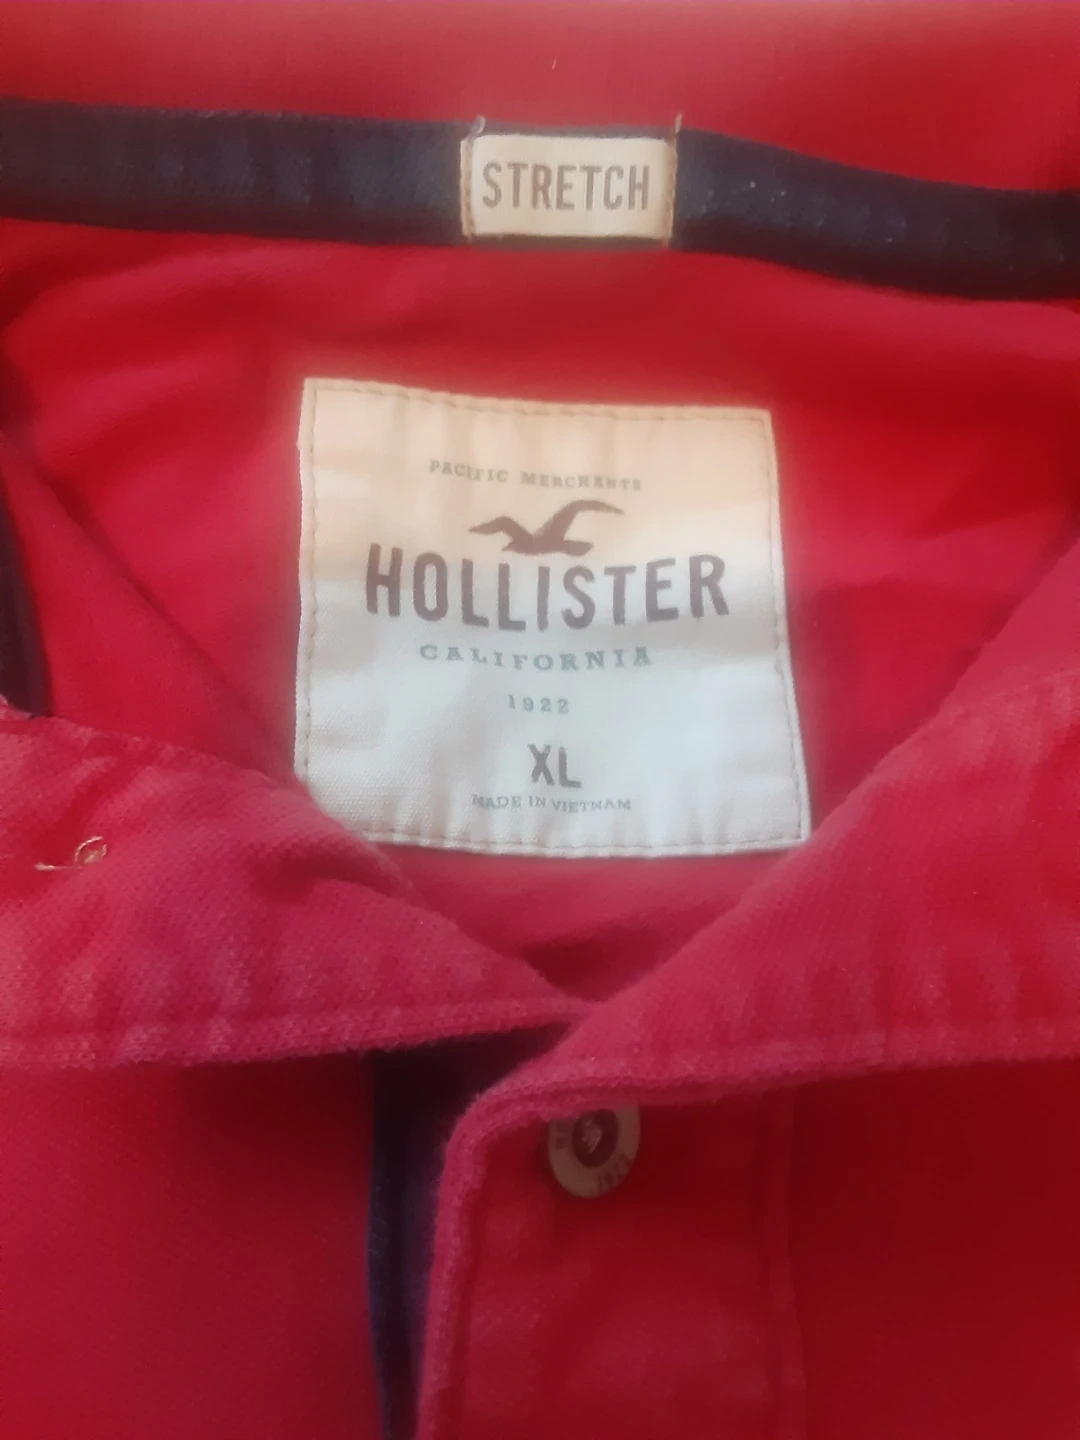 STRETCH
PACIFIC MERCHANTS
HOLLISTER
CALIFORNIA
1922
XL
MADE IN VIETNAM